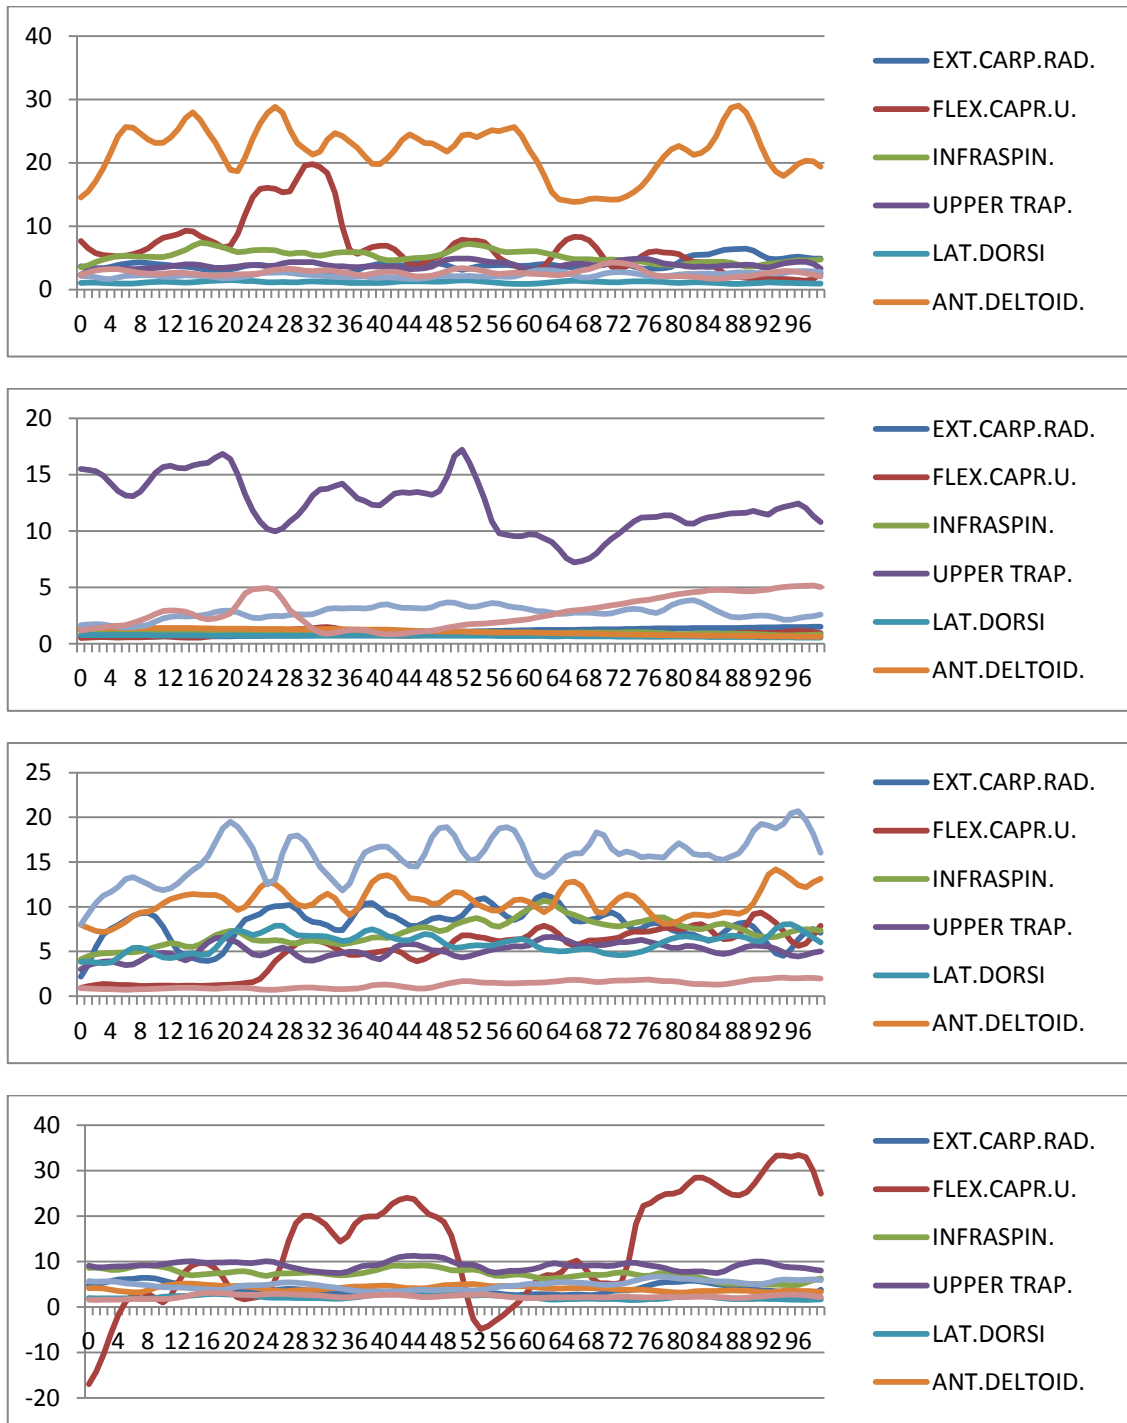 40
30
20
10
0
0 4 8 12 16 20 24 28 32 36 40 44 48 52 56 60 64 68 72 76 80 84 88 92 96
EXT.CARP.RAD.
FLEX.CAPR.U.
INFRASPIN.
UPPER TRAP.
LAT.DORSI
ANT.DELTOID.
20
15
10
5
0
0 4 8 12 16 20 24 28 32 36 40 44 48 52 56 60 64 68 72 76 80 84 88 92 96
EXT.CARP.RAD.
FLEX.CAPR.U.
INFRASPIN.
UPPER TRAP.
LAT.DORSI
ANT.DELTOID.
25
20
15
10
5
0
0 4 8 12 16 20 24 28 32 36 40 44 48 52 56 60 64 68 72 76 80 84 88 92 96
EXT.CARP.RAD.
FLEX.CAPR.U.
INFRASPIN.
UPPER TRAP.
LAT.DORSI
ANT.DELTOID.
40
30
20
10
0
-10
-20
0 4 8 12 16 20 24 28 32 36 40 44 48 52 56 60 64 68 72 76 80 84 88 92 96
EXT.CARP.RAD.
FLEX.CAPR.U.
INFRASPIN.
UPPER TRAP.
LAT.DORSI
ANT.DELTOID.